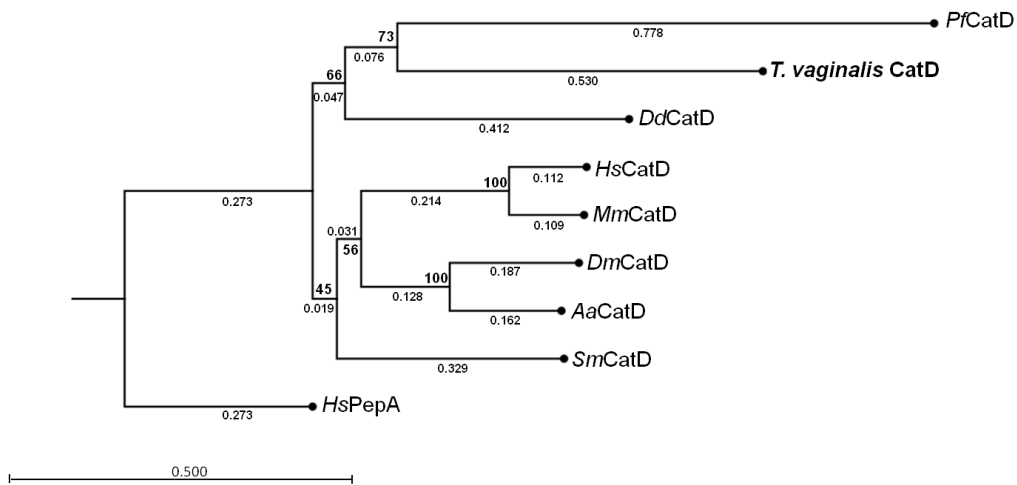 PfCatD
73
0.778
0.076
T. vaginalis CatD
66
0.530
0.047
DdCatD
0.412
HsCatD
100
0.112
0.273
0.214
MmCatD
0.109
0.031
56
DmCatD
0.187
100
45
0.128
0.019
AaCatD
0.162
SmCatD
0.329
HsPepA
0.273
0.500